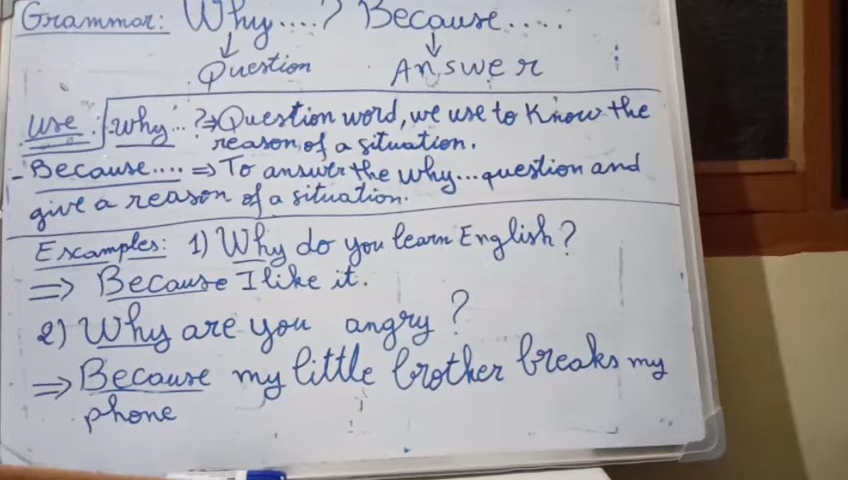 Grammar: Why....? Because.....
Question Answer
Use why...? ⇒ Question word, we use to know the
reason of a situation.
- Because.... ⇒ To answer the why...question and
give a reason of a situation.
Examples: 1) Why do you learn English?
⇒ Because I like it.
2) Why are you angry?
⇒ Because my little brother breaks my
phone